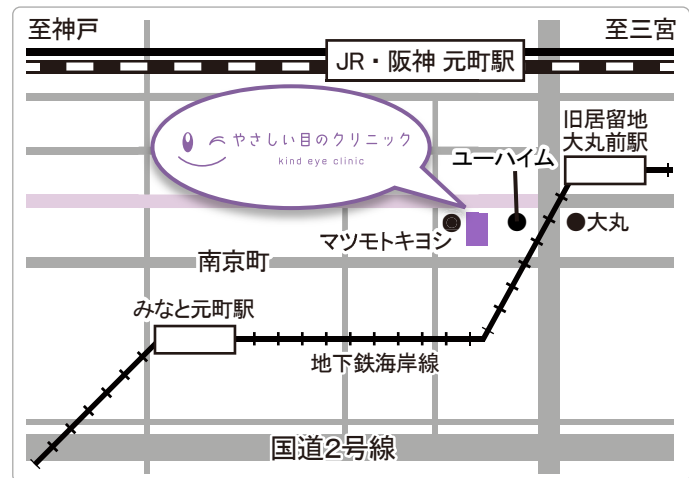 至神戸
至三宮
JR・阪神 元町駅
やさしい目のクリニック
kind eye clinic
旧居留地
大丸前駅
ユーハイム
マツモトキヨシ
大丸
南京町
みなと元町駅
地下鉄海岸線
国道2号線